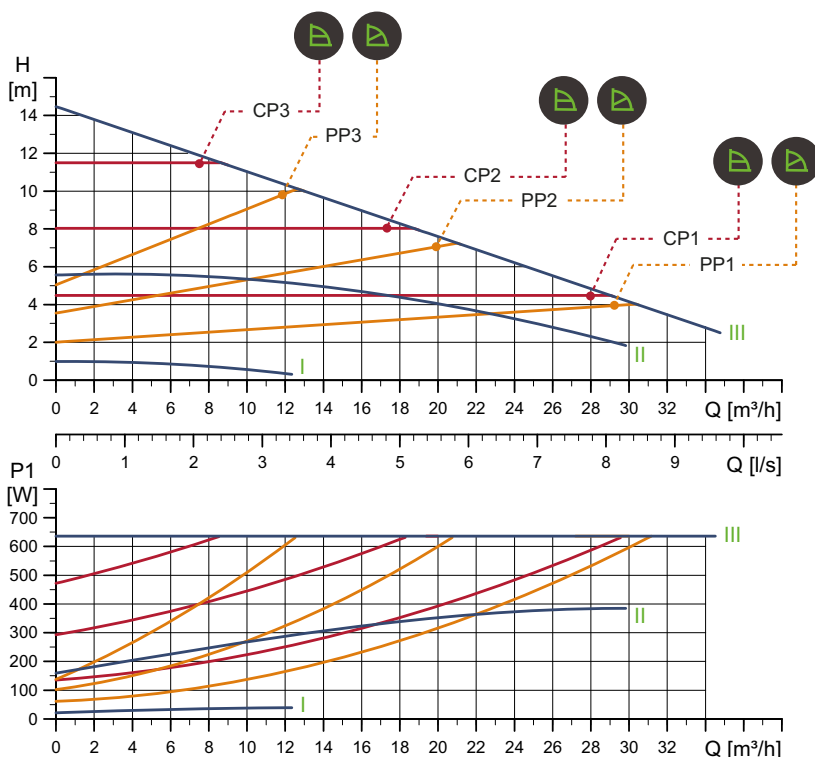 H
[m]
14
12
10
8
6
4
2
0
CP3
PP3
CP2
PP2
CP1
PP1
III
II
I
0 2 4 6 8 10 12 14 16 18 20 22 24 26 28 30 32 Q [m³/h]
0 1 2 3 4 5 6 7 8 9 Q [l/s]
P1
[W]
700
600
500
400
300
200
100
0
III
II
I
0 2 4 6 8 10 12 14 16 18 20 22 24 26 28 30 32 Q [m³/h]